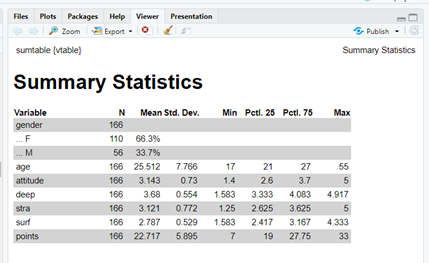 Files Plots Packages Help Viewer Presentation
Zoom Export Publish
sumtable {vtable} Summary Statistics
Summary Statistics
Variable N Mean Std. Dev. Min Pctl. 25 Pctl. 75 Max
gender 166
... F 110 66.3%
... M 56 33.7%
age 166 25.512 7.766 17 21 27 55
attitude 166 3.143 0.73 1.4 2.6 3.7 5
deep 166 3.68 0.554 1.583 3.333 4.083 4.917
stra 166 3.121 0.772 1.25 2.625 3.625 5
surf 166 2.787 0.529 1.583 2.417 3.167 4.333
points 166 22.717 5.895 7 19 27.75 33